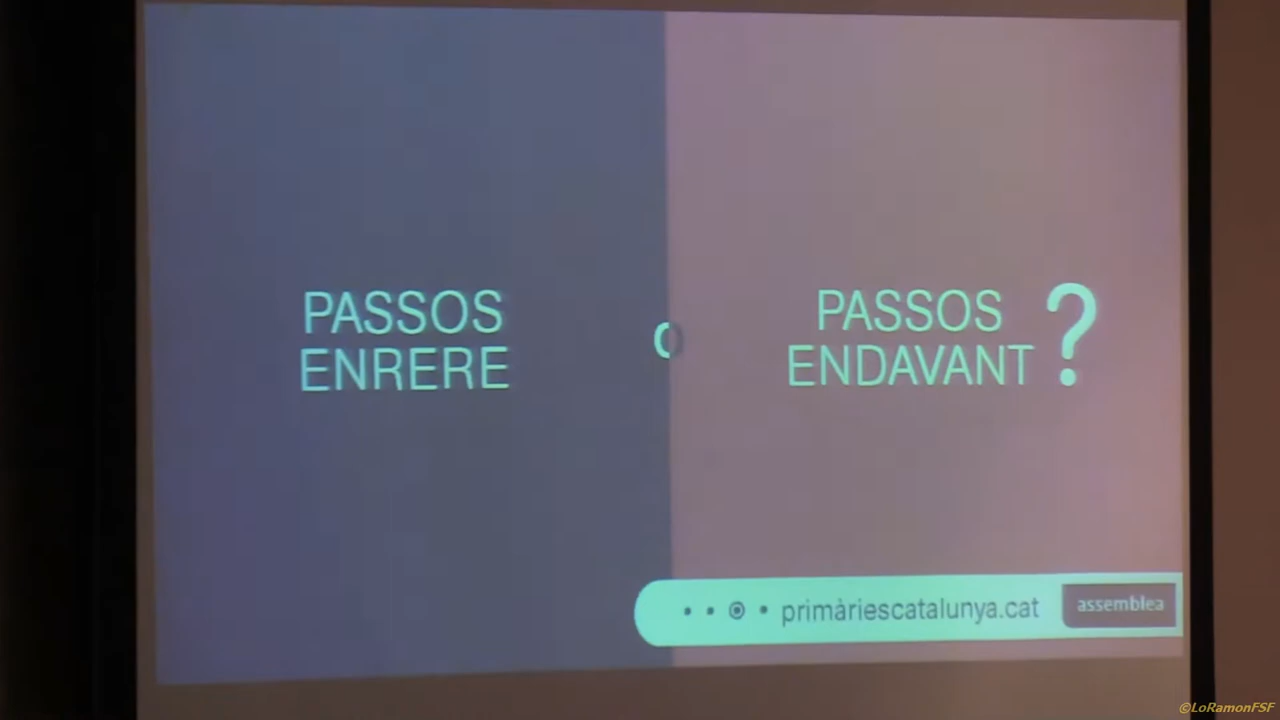 PASSOS
ENRERE
o
PASSOS
ENDAVANT?
primàriescatalunya.cat
assemblea
©LoRamonFSF